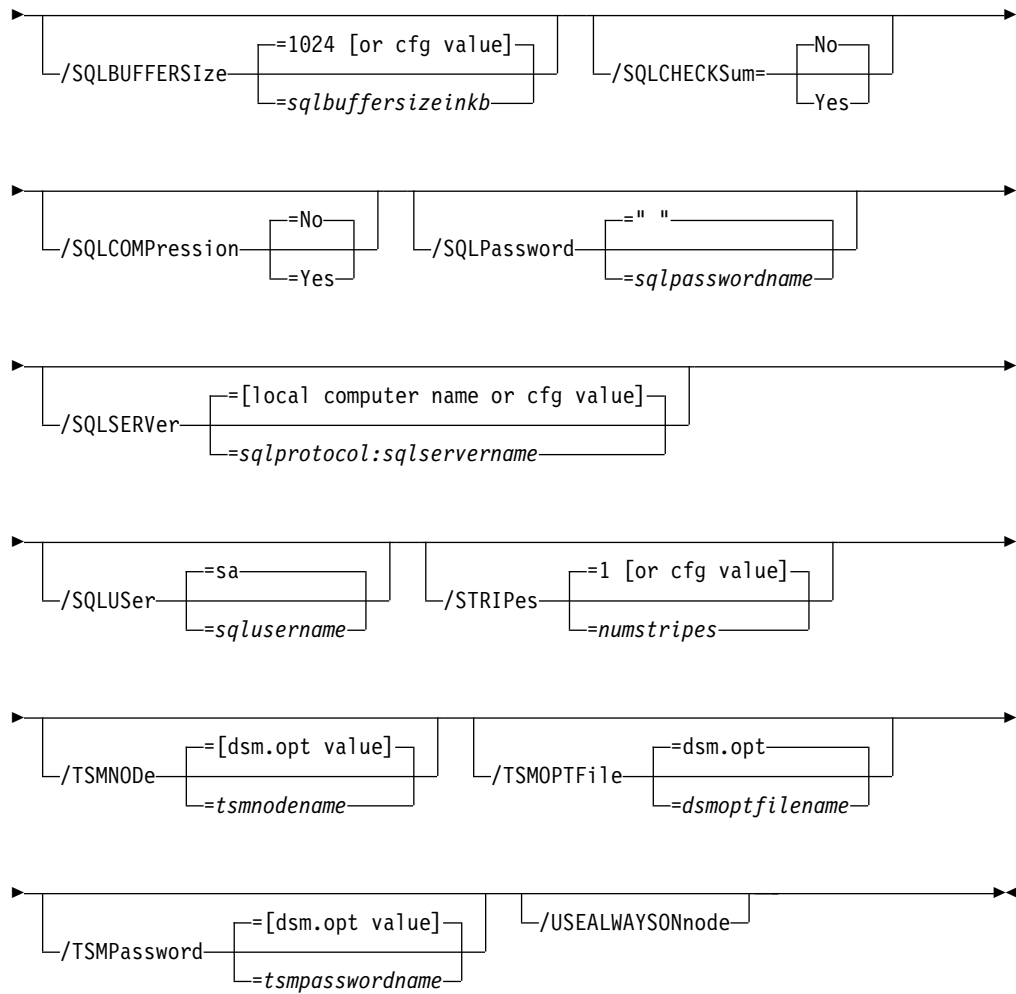 =1024 [or cfg value] No
/SQLBUFFERSIze /SQLCHECKSum=
=sqlbuffersizeinkb Yes
=No =" "
/SQLCOMPression /SQLPassword
=Yes =sqlpasswordname
=[local computer name or cfg value]
/SQLSERVer
=sqlprotocol:sqlservername
=sa =1 [or cfg value]
/SQLUSer /STRIPes
=sqlusername =numstripes
=[dsm.opt value] =dsm.opt
/TSMNODe /TSMOPTFile
=tsmnodename =dsmoptfilename
=[dsm.opt value] /USEALWAYSONnode
/TSMPassword
=tsmpasswordname